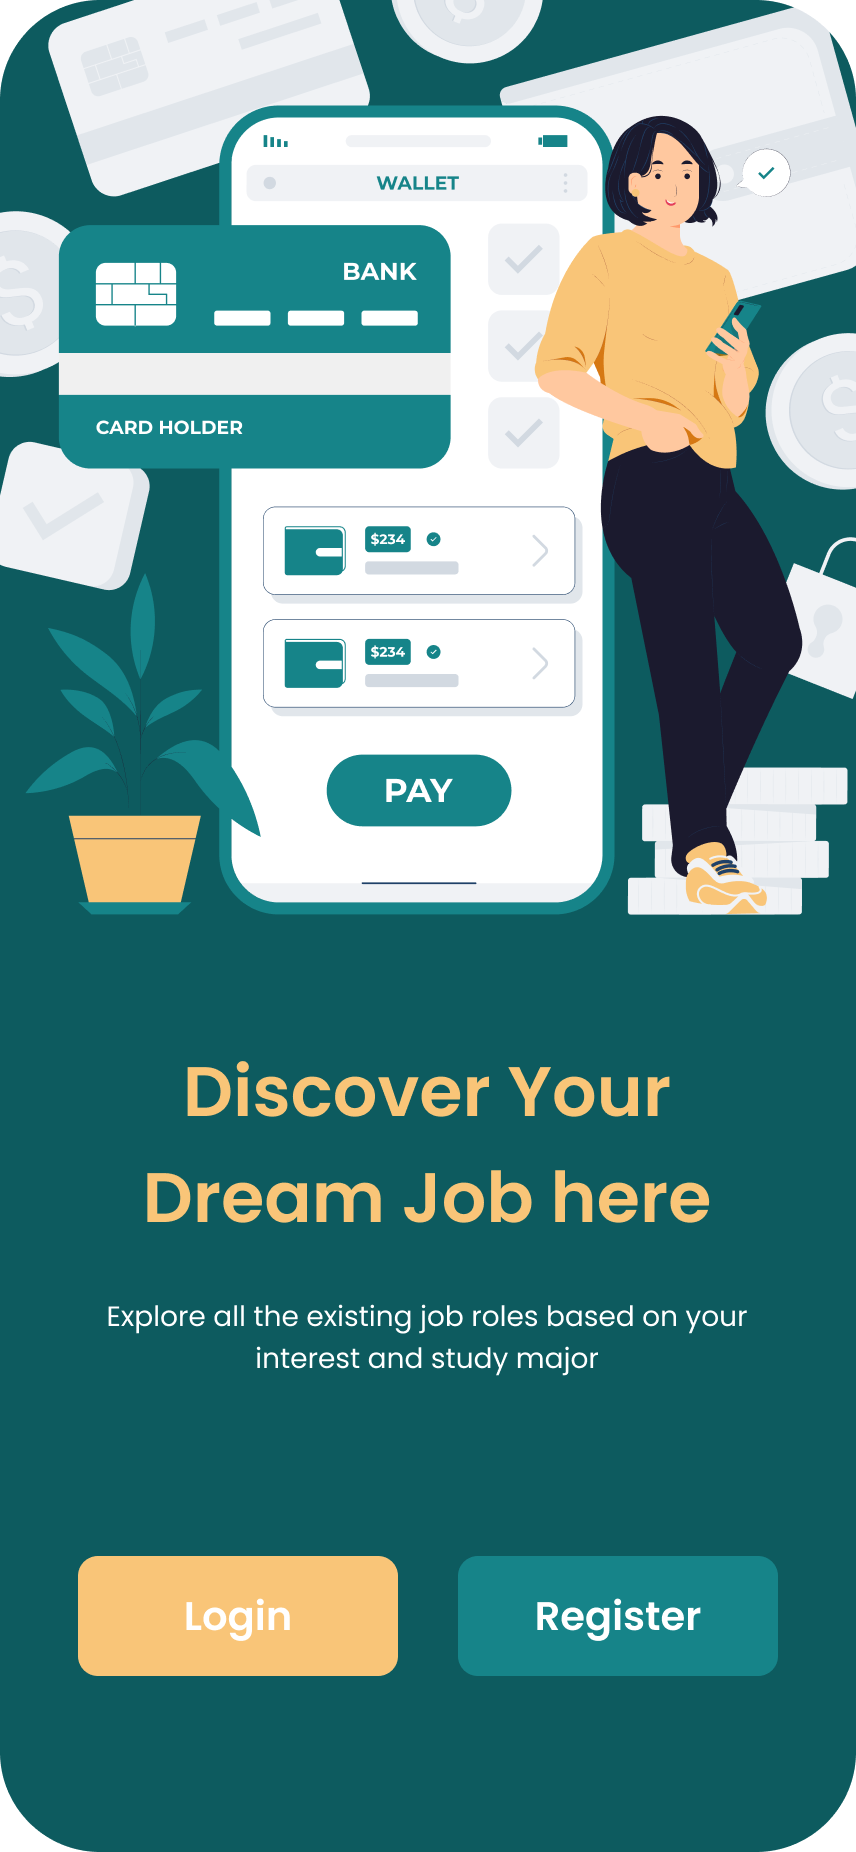 WALLET
BANK
CARD HOLDER
$234
$234
PAY
Discover Your
Dream Job here
Explore all the existing job roles based on your
interest and study major
Login
Register